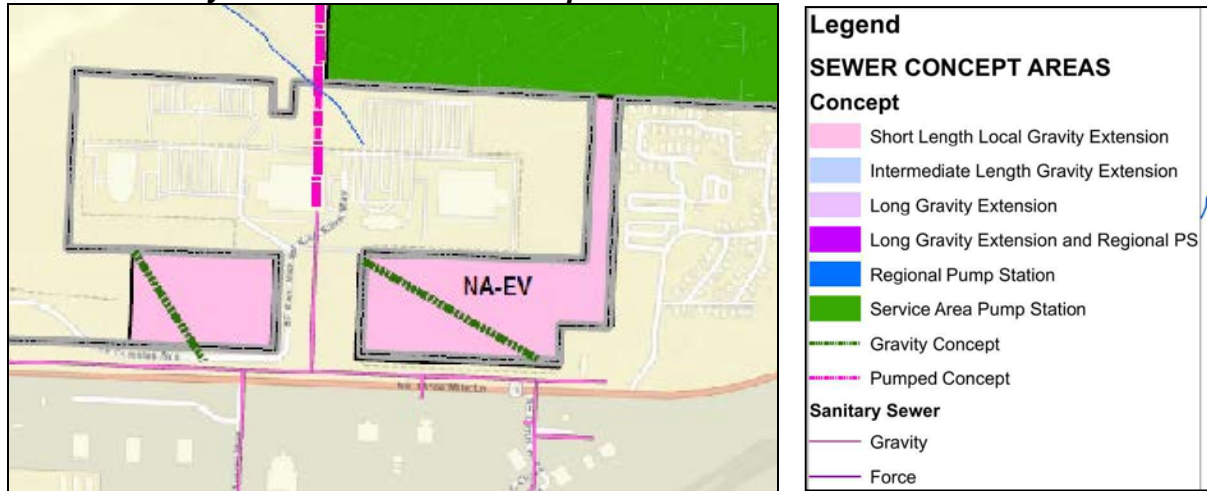 NA-EV
Legend
SEWER CONCEPT AREAS
Concept
Short Length Local Gravity Extension
Intermediate Length Gravity Extension
Long Gravity Extension
Long Gravity Extension and Regional PS
Regional Pump Station
Service Area Pump Station
Gravity Concept
Pumped Concept
Sanitary Sewer
Gravity
Force